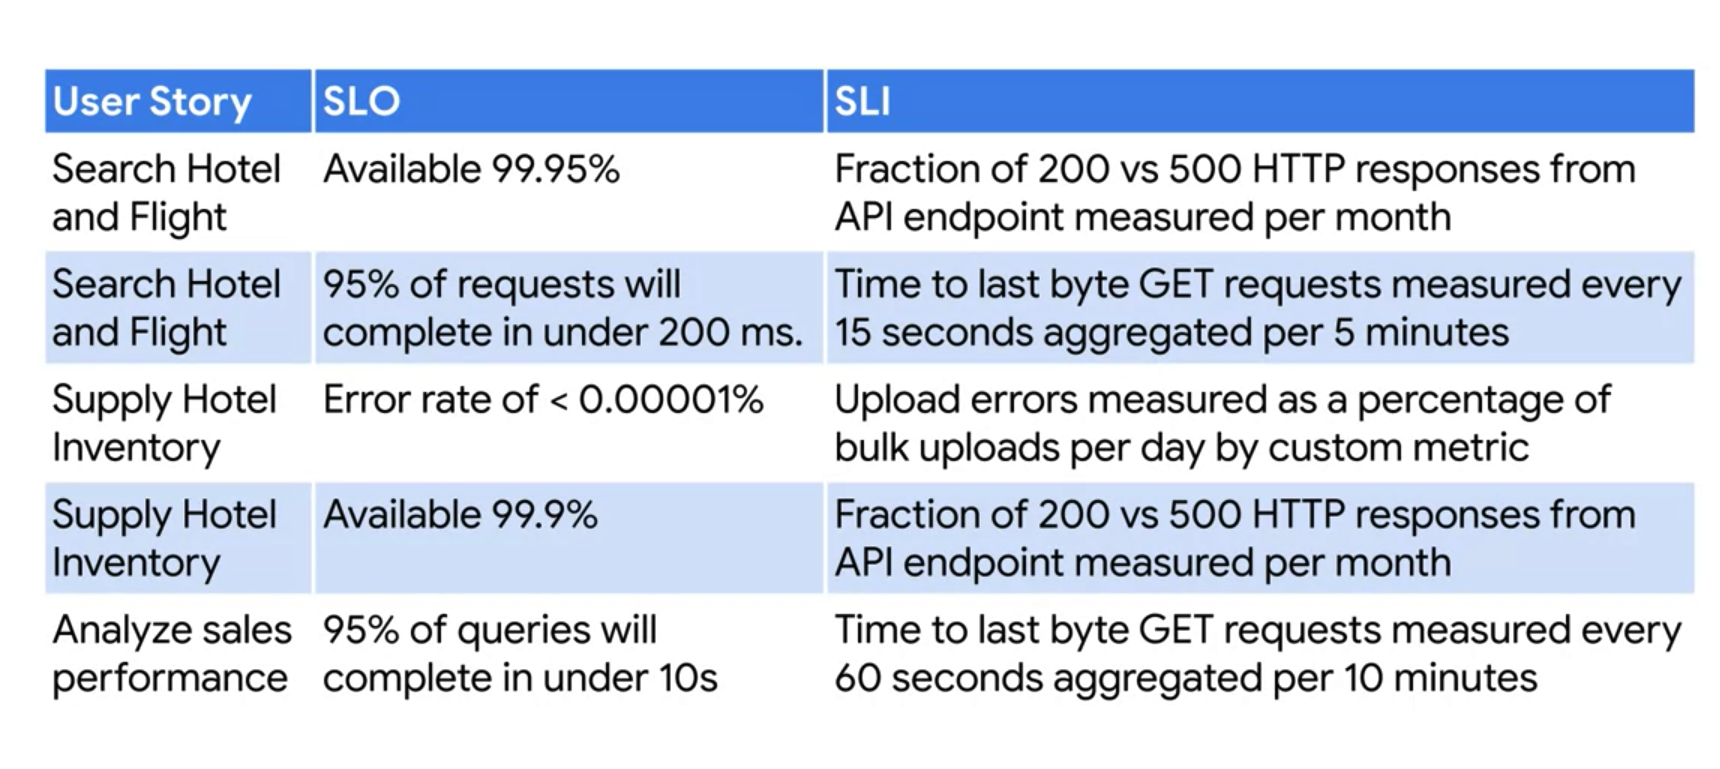 User Story SLO SLI
Search Hotel and Flight Available 99.95% Fraction of 200 vs 500 HTTP responses from API endpoint measured per month
Search Hotel and Flight 95% of requests will complete in under 200 ms. Time to last byte GET requests measured every 15 seconds aggregated per 5 minutes
Supply Hotel Inventory Error rate of < 0.00001% Upload errors measured as a percentage of bulk uploads per day by custom metric
Supply Hotel Inventory Available 99.9% Fraction of 200 vs 500 HTTP responses from API endpoint measured per month
Analyze sales performance 95% of queries will complete in under 10s Time to last byte GET requests measured every 60 seconds aggregated per 10 minutes